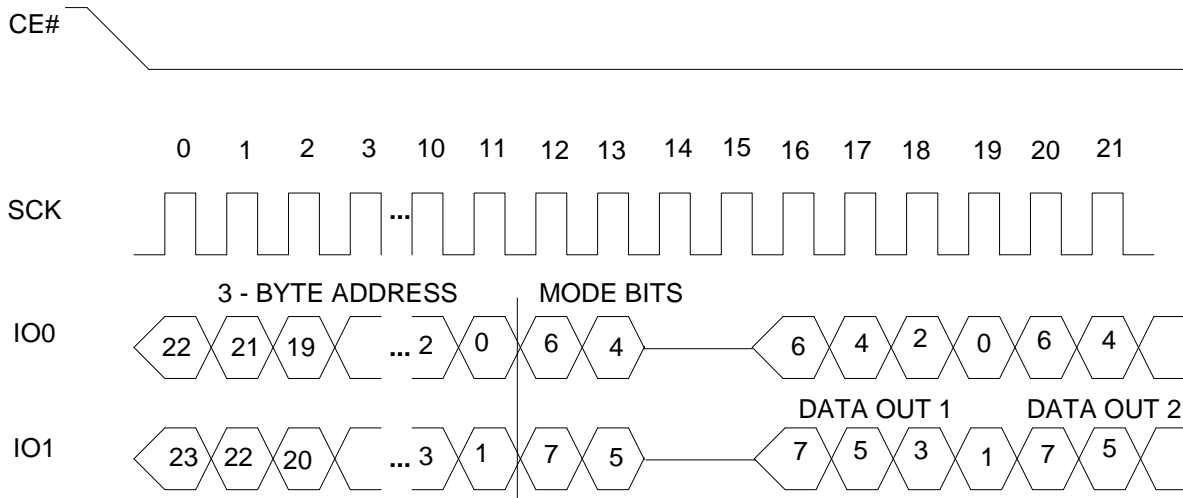 CE#
0 1 2 3 10 11 12 13 14 15 16 17 18 19 20 21
SCK ...
3 - BYTE ADDRESS MODE BITS
IO0 22 21 19 ... 2 0 6 4 6 4 2 0 6 4
DATA OUT 1 DATA OUT 2
IO1 23 22 20 ... 3 1 7 5 7 5 3 1 7 5